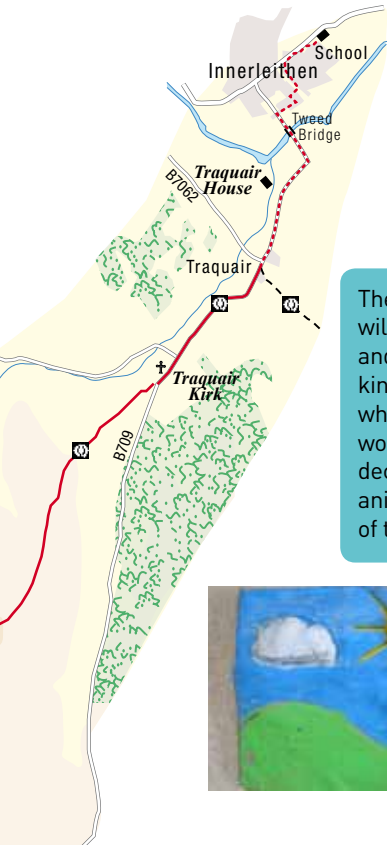 School
Innerleithen
Tweed
Bridge
Traquair
House
B7062
Traquair
Traquair
Kirk
B709
The
will
and
kin
wh
wo
dec
ani
of t